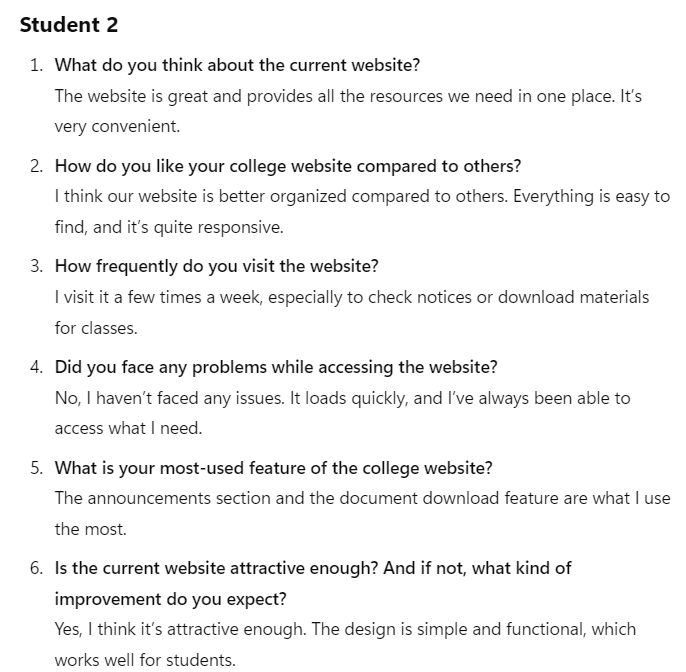 Student 2
1. What do you think about the current website?
The website is great and provides all the resources we need in one place. It’s
very convenient.
2. How do you like your college website compared to others?
I think our website is better organized compared to others. Everything is easy to
find, and it’s quite responsive.
3. How frequently do you visit the website?
I visit it a few times a week, especially to check notices or download materials
for classes.
4. Did you face any problems while accessing the website?
No, I haven’t faced any issues. It loads quickly, and I’ve always been able to
access what I need.
5. What is your most-used feature of the college website?
The announcements section and the document download feature are what I use
the most.
6. Is the current website attractive enough? And if not, what kind of
improvement do you expect?
Yes, I think it’s attractive enough. The design is simple and functional, which
works well for students.